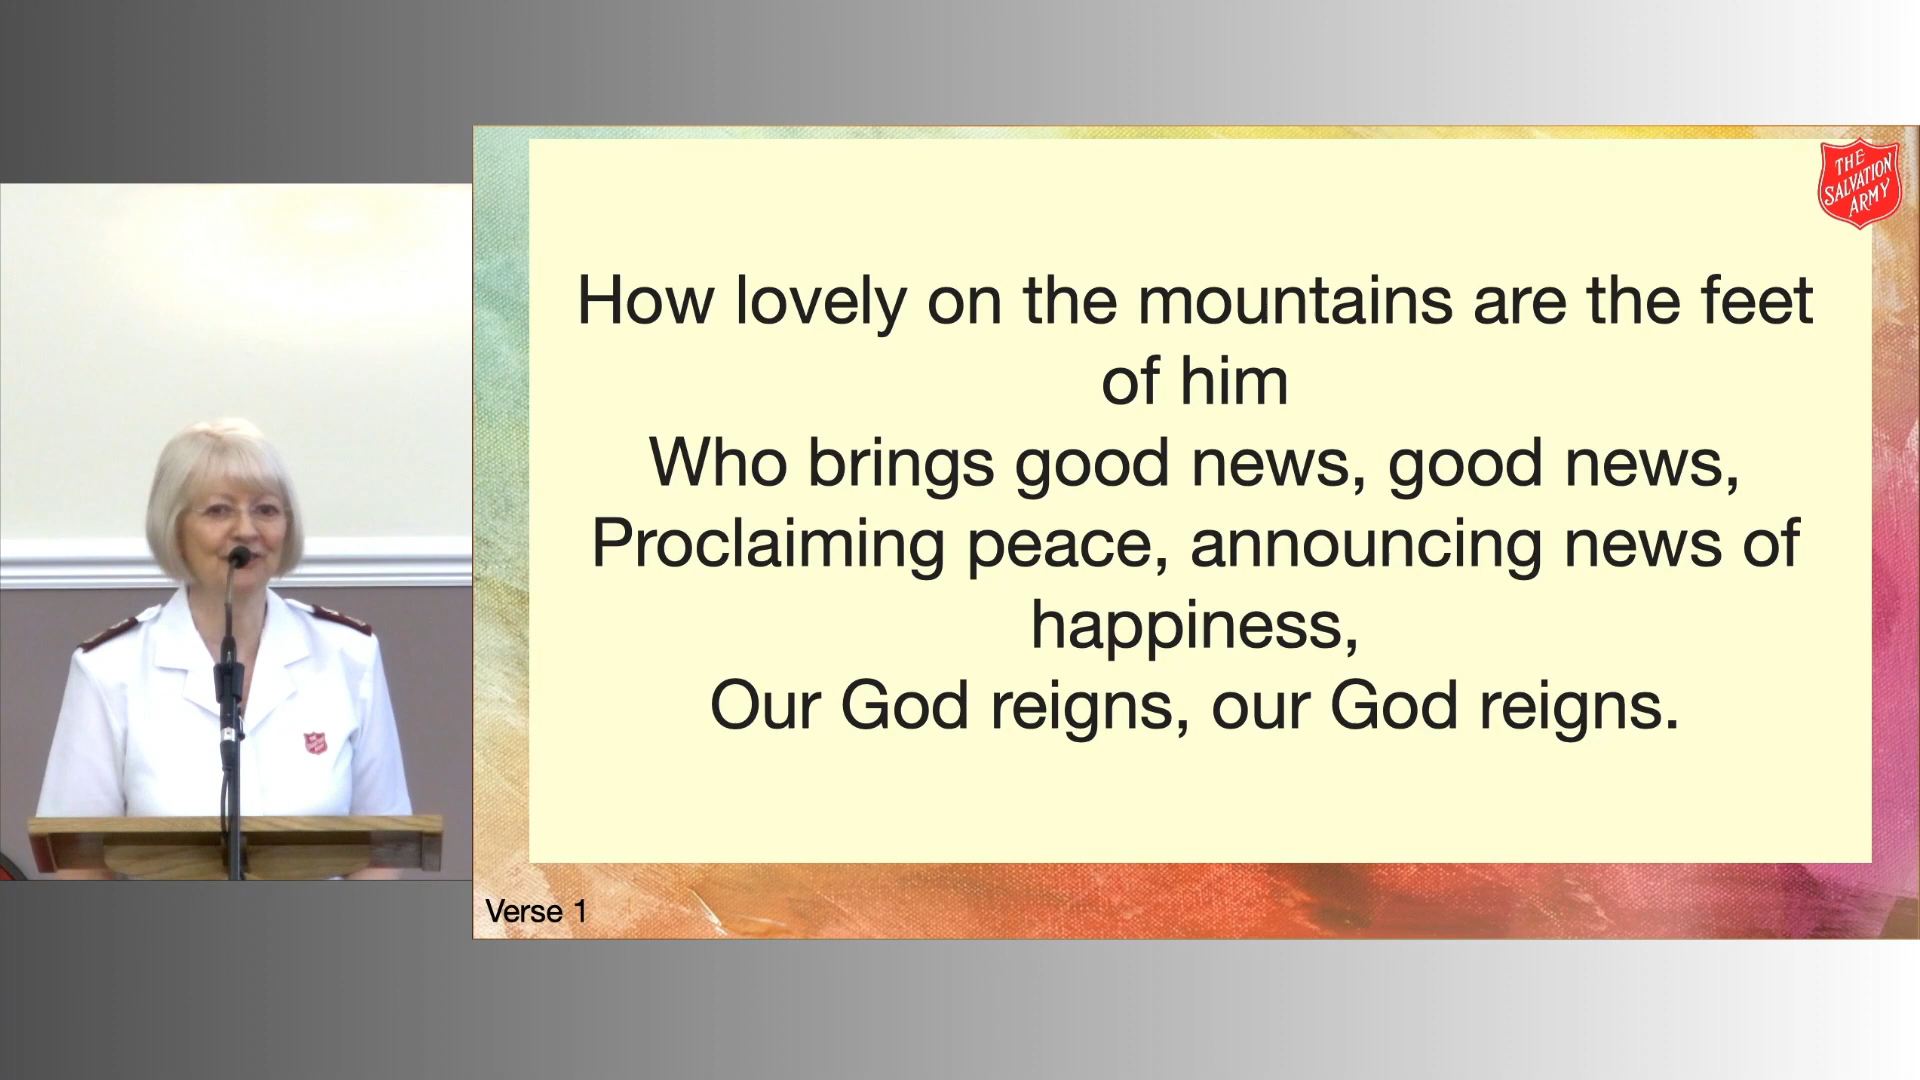 THE
SALVATION
ARMY
How lovely on the mountains are the feet
of him
Who brings good news, good news,
Proclaiming peace, announcing news of
happiness,
Our God reigns, our God reigns.
Verse 1